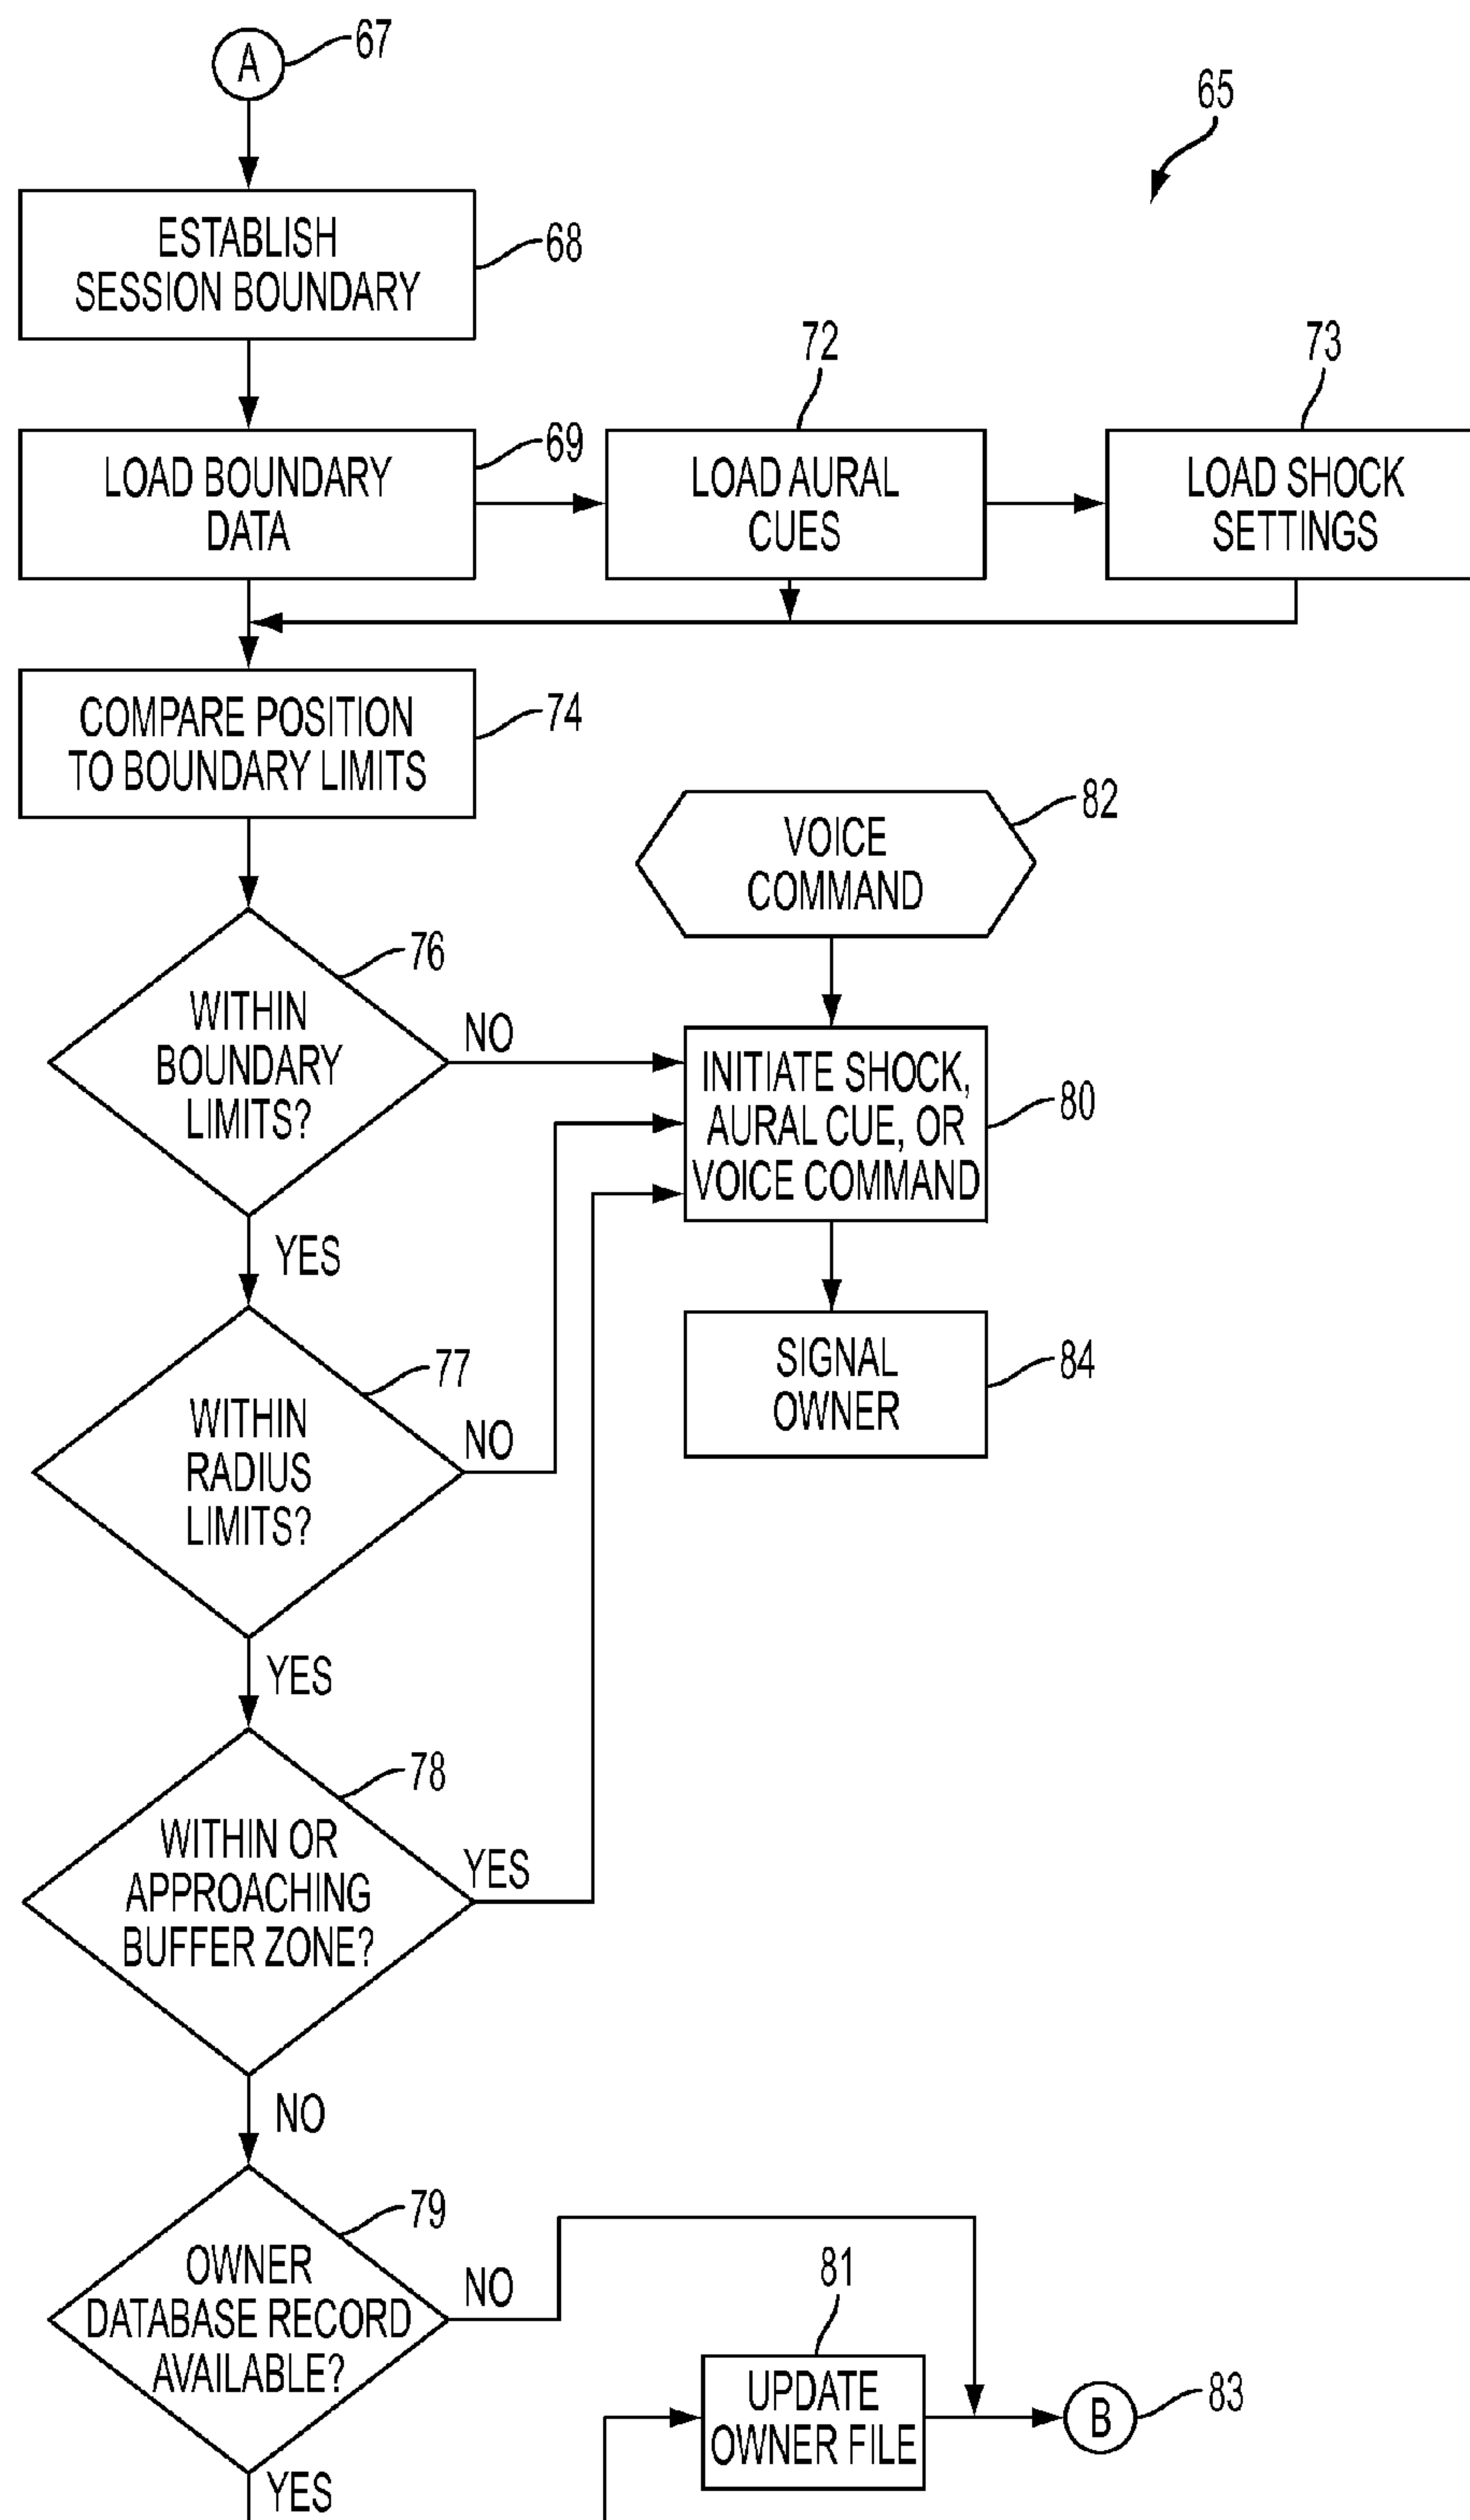 A
67
65
ESTABLISH
SESSION BOUNDARY
68
LOAD BOUNDARY
DATA
69
72
LOAD AURAL
CUES
73
LOAD SHOCK
SETTINGS
COMPARE POSITION
TO BOUNDARY LIMITS
74
VOICE
COMMAND
82
WITHIN
BOUNDARY
LIMITS?
76
NO
YES
INITIATE SHOCK,
AURAL CUE, OR
VOICE COMMAND
80
SIGNAL
OWNER
84
WITHIN
RADIUS
LIMITS?
77
NO
YES
WITHIN OR
APPROACHING
BUFFER ZONE?
78
YES
NO
OWNER
DATABASE RECORD
AVAILABLE?
79
NO
YES
81
UPDATE
OWNER FILE
B
83